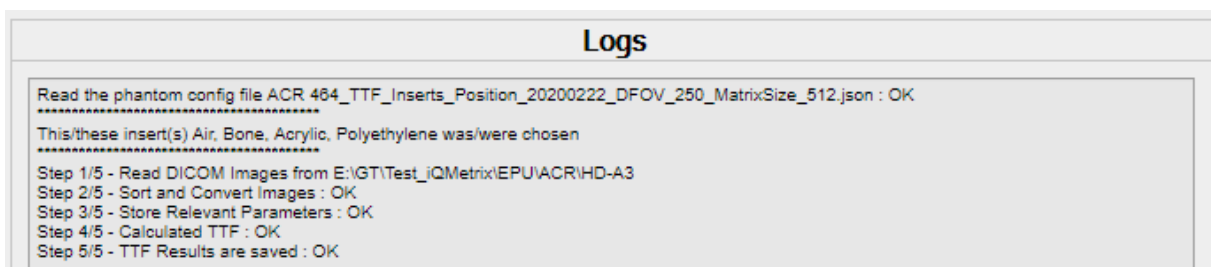 Logs
Read the phantom config file ACR 464_TTF_Inserts_Position_20200222_DFOV_250_MatrixSize_512.json : OK
******************************************
This/these insert(s) Air, Bone, Acrylic, Polyethylene was/were chosen
******************************************
Step 1/5 - Read DICOM Images from E:\GT\Test_iQMetrix\EPU\ACR\HD-A3
Step 2/5 - Sort and Convert Images : OK
Step 3/5 - Store Relevant Parameters : OK
Step 4/5 - Calculated TTF : OK
Step 5/5 - TTF Results are saved : OK